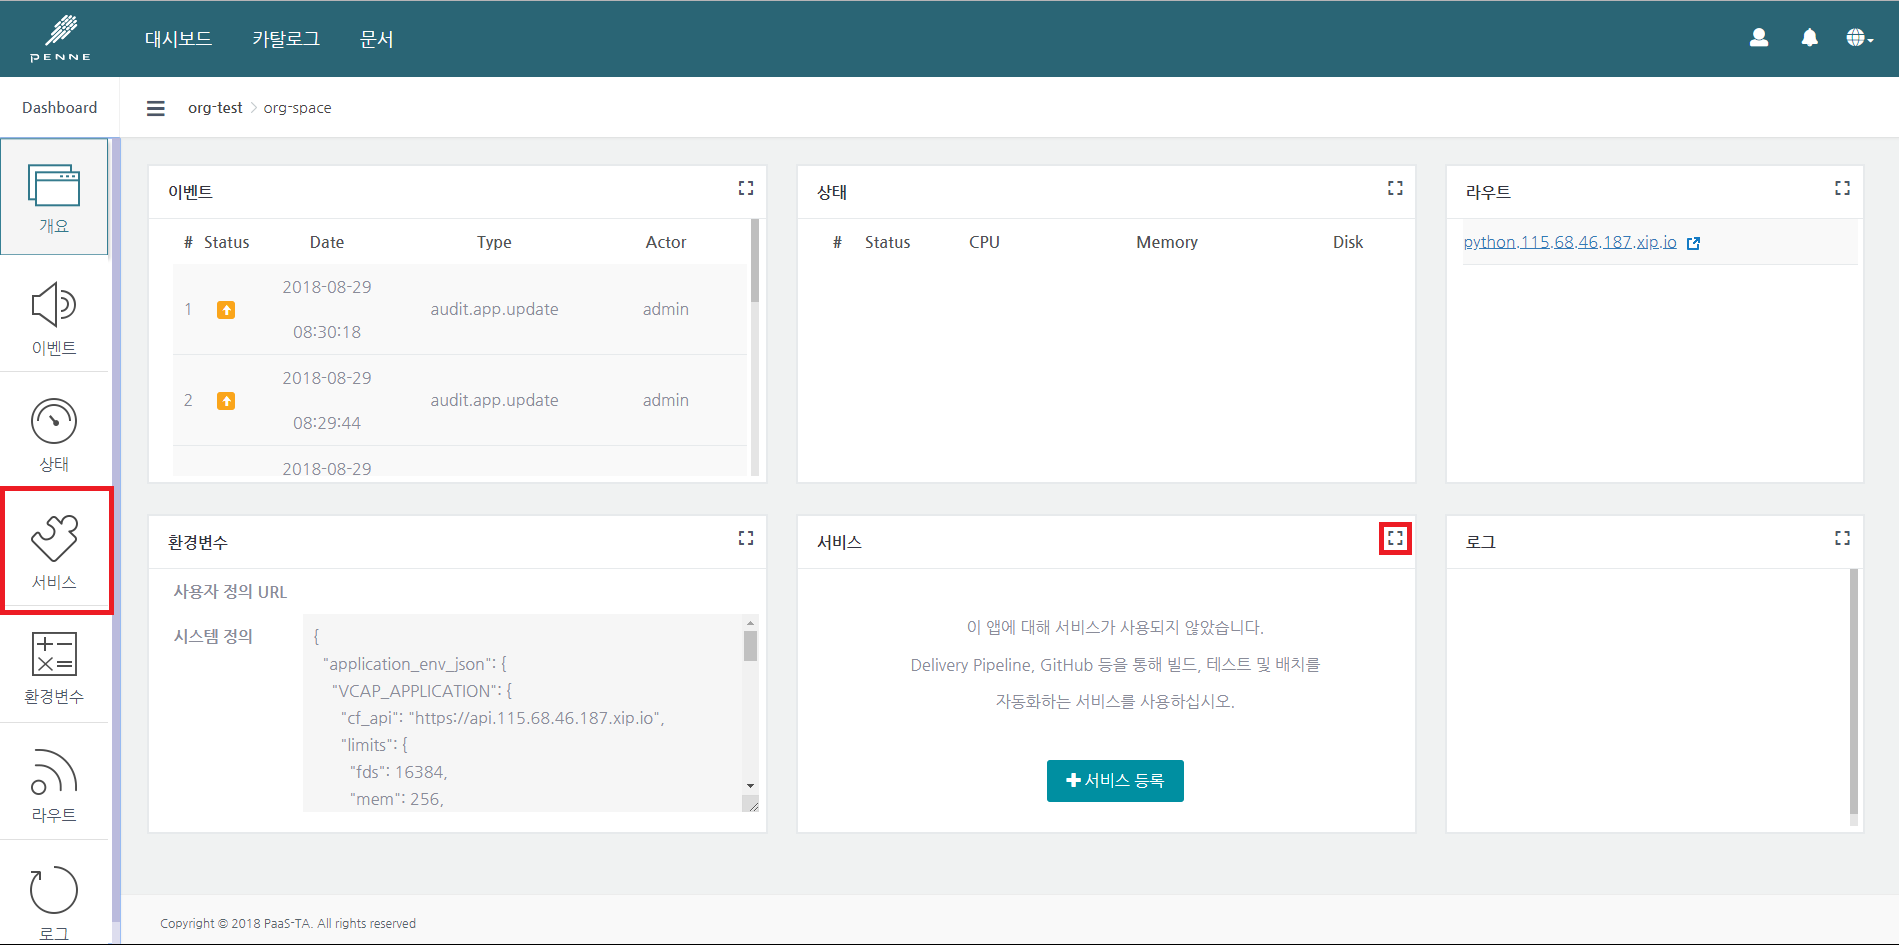 PENNE
대시보드 카탈로그 문서
Dashboard
org-test > org-space
개요
이벤트
상태
서비스
환경변수
라우트
로그
이벤트
# Status Date Type Actor
1 2018-08-29 08:30:18 audit.app.update admin
2 2018-08-29 08:29:44 audit.app.update admin
2018-08-29
상태
# Status CPU Memory Disk
라우트
python.115.68.46.187.xip.io
환경변수
사용자 정의 URL
시스템 정의
{
"application_env_json": {
"VCAP_APPLICATION": {
"cf_api": "https://api.115.68.46.187.xip.io",
"limits": {
"fds": 16384,
"mem": 256,
서비스
이 앱에 대해 서비스가 사용되지 않았습니다.
Delivery Pipeline, GitHub 등을 통해 빌드, 테스트 및 배치를
자동화하는 서비스를 사용하십시오.
+ 서비스 등록
로그
Copyright © 2018 PaaS-TA. All rights reserved